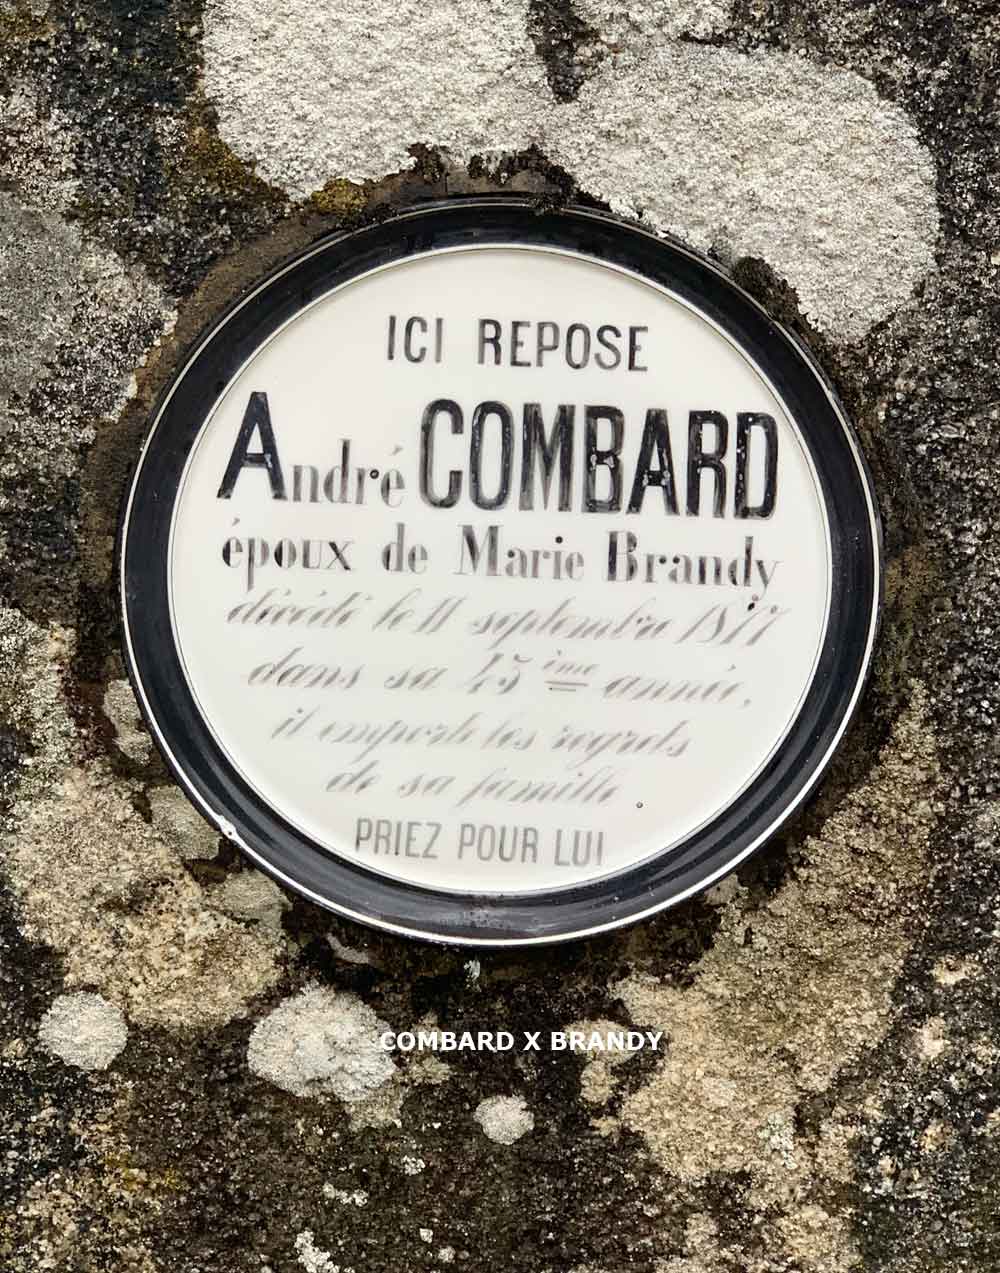 ICI REPOSE
André COMBARD
époux de Marie Brandy
décédé le 11 septembre 1877
dans sa 45ème année,
il emporte les regrets
de sa famille.
PRIEZ POUR LUI
COMBARD X BRANDY